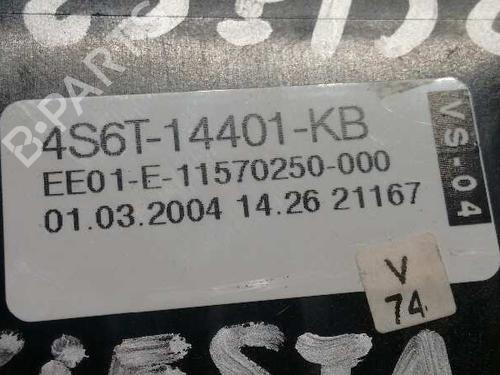 4S6T-14401-KB
EE01-E-11570250-000
01.03.2004 14.26 21167
VS-04
V
74
B-PARTS